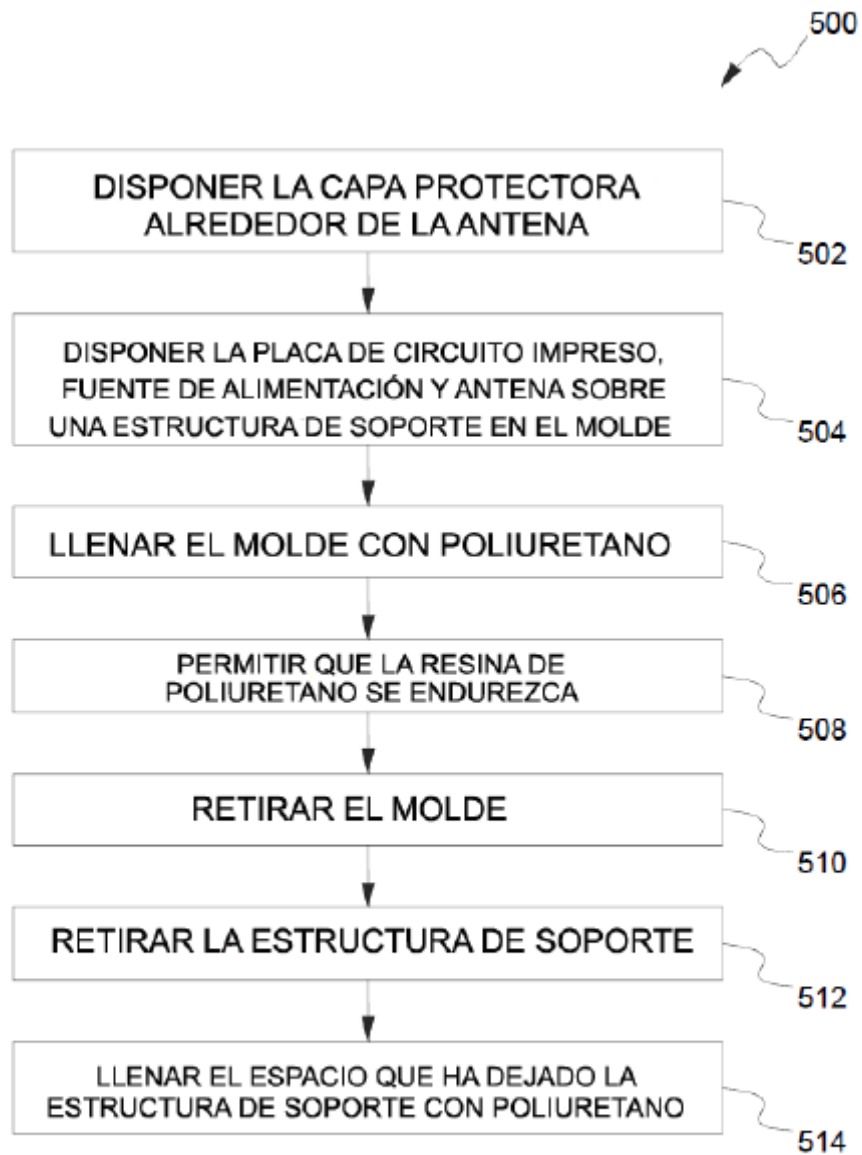 500
DISPONER LA CAPA PROTECTORA
ALREDEDOR DE LA ANTENA
502
DISPONER LA PLACA DE CIRCUITO IMPRESO,
FUENTE DE ALIMENTACIÓN Y ANTENA SOBRE
UNA ESTRUCTURA DE SOPORTE EN EL MOLDE
504
LLENAR EL MOLDE CON POLIURETANO
506
PERMITIR QUE LA RESINA DE
POLIURETANO SE ENDUREZCA
508
RETIRAR EL MOLDE
510
RETIRAR LA ESTRUCTURA DE SOPORTE
512
LLENAR EL ESPACIO QUE HA DEJADO LA
ESTRUCTURA DE SOPORTE CON POLIURETANO
514